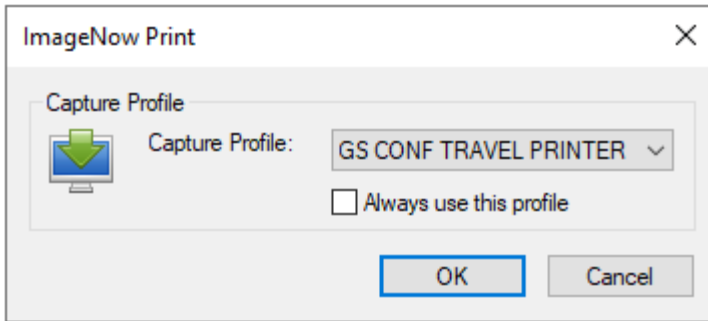 ImageNow Print
Capture Profile
Capture Profile:
GS CONF TRAVEL PRINTER
Always use this profile
OK
Cancel